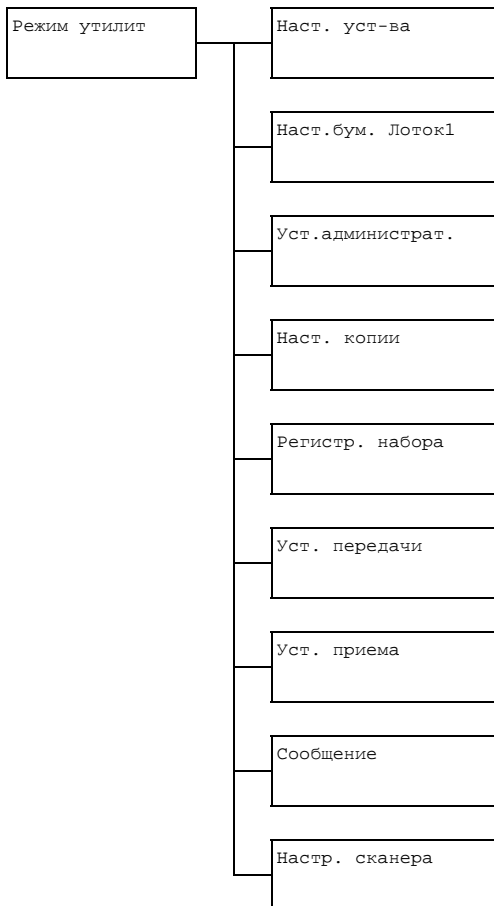 Режим утилит
Наст. уст-ва
Наст.бум. Лоток1
Уст.администрат.
Наст. копии
Регистр. набора
Уст. передачи
Уст. приема
Сообщение
Настр. сканера